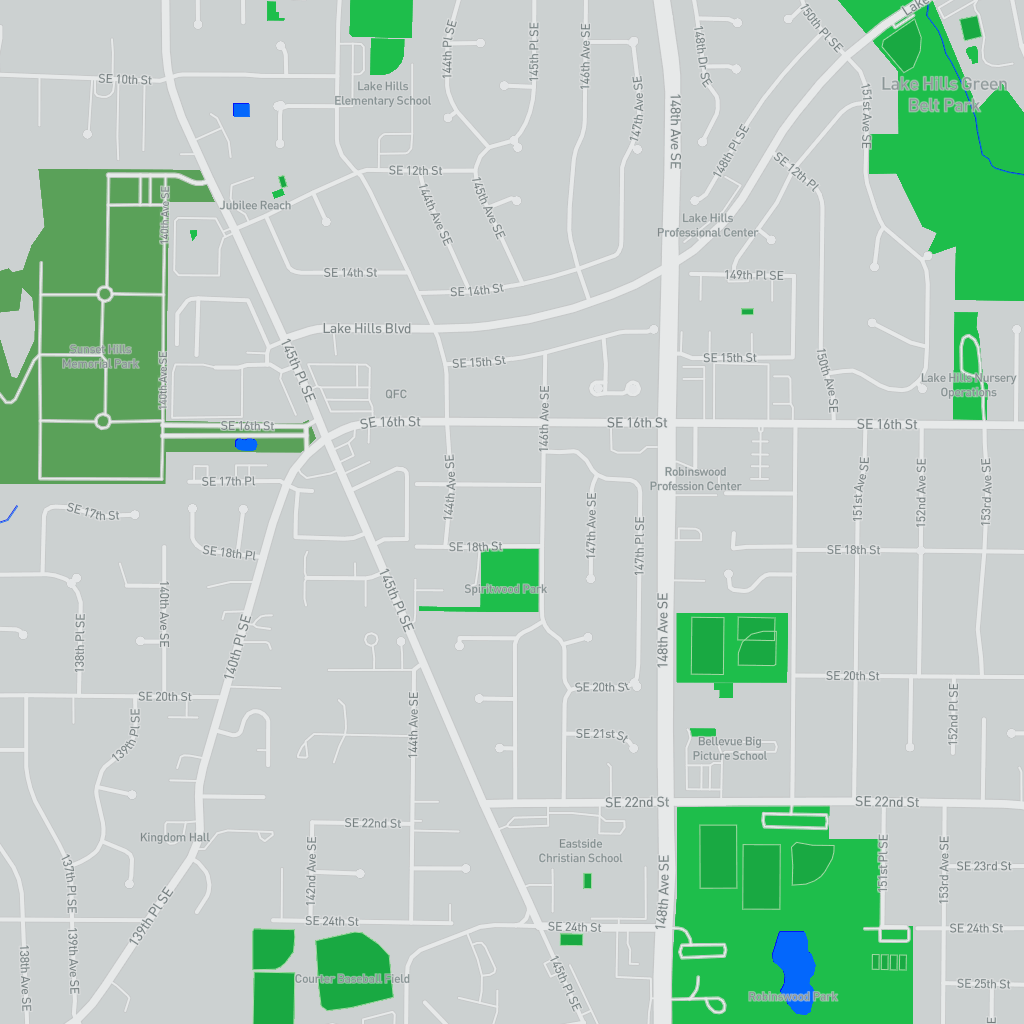 150th Pl SE
Lake
144th Pl SE
145th Pl SE
146th Ave SE
148th Dr SE
SE 10th St
Lake Hills
Elementary School
147th Ave SE
148th Ave SE
151st Ave SE
Lake Hills Green
Belt Park
148th Pl SE
SE 12th St
SE 12th Pl
140th Ave SE
Jubilee Reach
144th Ave SE
145th Ave SE
Lake Hills
Professional Center
SE 14th St
149th Pl SE
SE 14th St
Lake Hills Blvd
Sunset Hills
Memorial Park
145th Pl SE
140th Ave SE
SE 15th St
SE 15th St
150th Ave SE
Lake Hills Nursery
Operations
QFC
SE 16th St
SE 16th St
146th Ave SE
SE 16th St
SE 16th St
SE 17th Pl
144th Ave SE
Robinswood
Profession Center
151st Ave SE
152nd Ave SE
153rd Ave SE
SE 17th St
147th Ave SE
147th Pl SE
SE 18th Pl
SE 18th St
SE 18th St
Spiritwood Park
140th Ave SE
145th Pl SE
148th Ave SE
138th Pl SE
140th Pl SE
SE 20th St
SE 20th St
SE 20th St
144th Ave SE
139th Pl SE
SE 21st St
Bellevue Big
Picture School
152nd Pl SE
SE 22nd St
SE 22nd St
Kingdom Hall
SE 22nd St
Eastside
Christian School
142nd Ave SE
137th Pl SE
148th Ave SE
151st Pl SE
153rd Ave SE
SE 23rd St
139th Pl SE
SE 24th St
SE 24th St
SE 24th St
138th Ave SE
139th Ave SE
Counter Baseball Field
145th Pl SE
SE 25th St
Robinswood Park